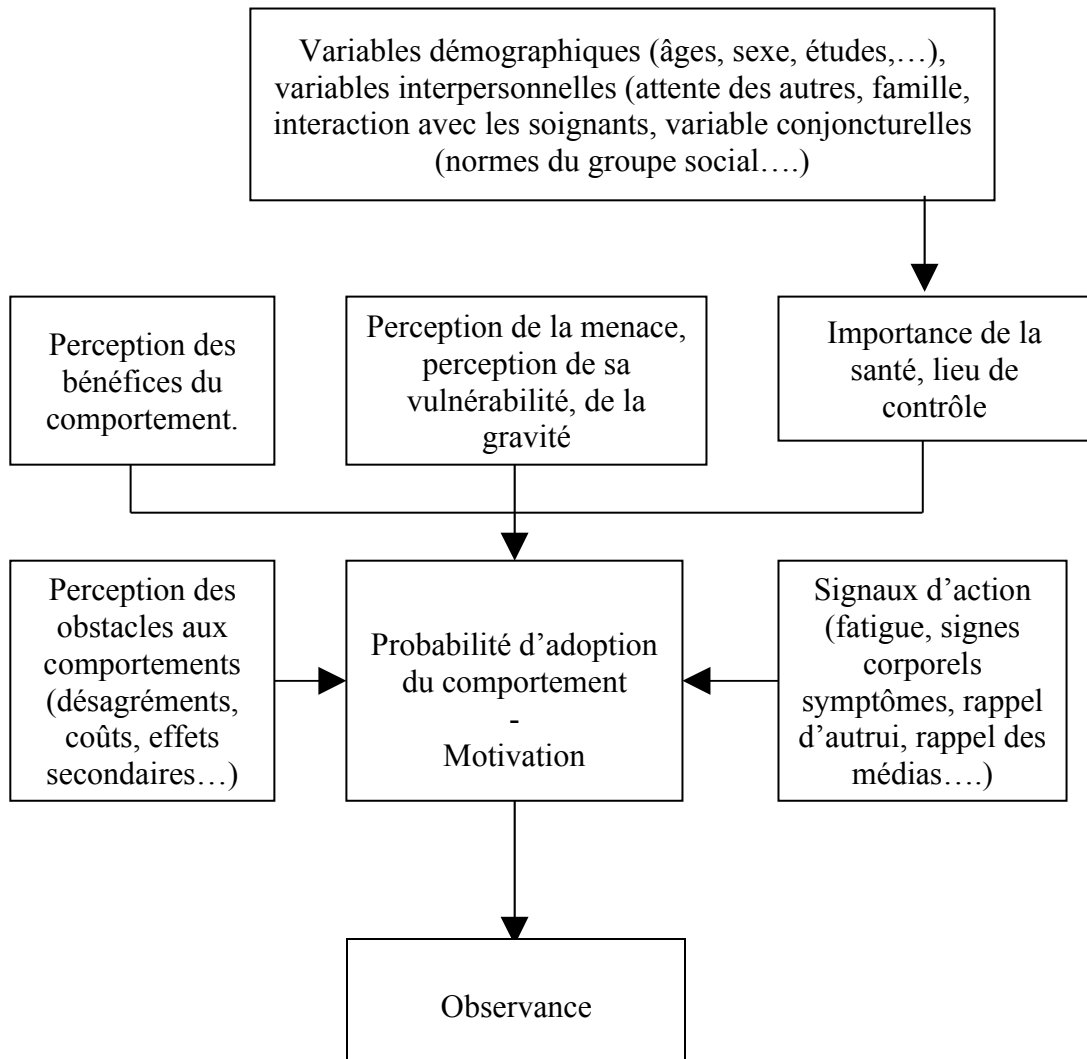 Variables démographiques (âges, sexe, études,…),
variables interpersonnelles (attente des autres, famille,
interaction avec les soignants, variable conjoncturelles
(normes du groupe social….)
Perception des
bénéfices du
comportement.
Perception de la menace,
perception de sa
vulnérabilité, de la
gravité
Importance de la
santé, lieu de
contrôle
Perception des
obstacles aux
comportements
(désagréments,
coûts, effets
secondaires…)
Probabilité d’adoption
du comportement
-
Motivation
Signaux d’action
(fatigue, signes
corporels
symptômes, rappel
d’autrui, rappel des
médias….)
Observance